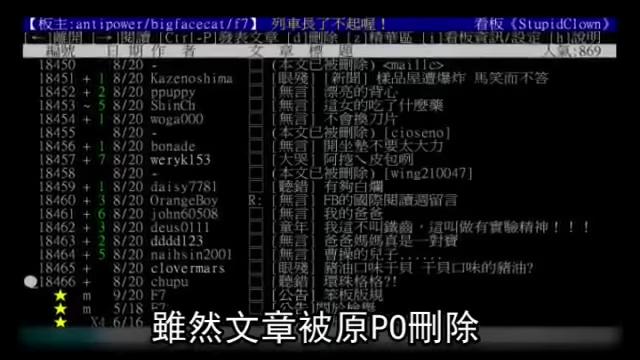 【板主:antipower/bigfacecat/f7】 列車長了不起喔! 看板《StupidClown》
[←]離開 [→]閱讀 [Ctrl-P]發表文章 [d]刪除 [z]精華區 [i]看板資訊/設定 [h]說明
編號 日期 作者 文章標題 人氣:869
18450 8/20 - □ (本文已被刪除) <maille>
18451 + 1 8/20 Kazenoshima □ [眼殘] [新聞] 樣品屋遭爆炸 馬笑而不答
18452 + 2 8/20 ppuppy □ [無言] 漂亮的背心
18453 ~ 5 8/20 ShinCh □ [無言] 這女的吃了什麼藥
18454 + 1 8/20 woga000 □ [無言] 不會換刀片
18455 8/20 - □ (本文已被刪除) [cioseno]
18456 + 1 8/20 bonade □ [無言] 開坐墊不要太大力
18457 + 7 8/20 weryk153 □ [大哭] 阿挖ㄟ皮包咧
18458 8/20 - □ (本文已被刪除) [wing210047]
18459 + 1 8/20 daisy7781 □ [聽錯] 有夠白爛
18460 + 3 8/20 OrangeBoy R: [無言] FB的國際閱讀週留言
18461 + 6 8/20 john60508 □ [無言] 我的爸爸
18462 + 3 8/20 deus0111 □ [童年] 我這不叫鐵齒，這叫做有實驗精神！！！
18463 + 2 8/20 dddd123 □ [無言] 爸爸媽媽真是一對寶
18464 + 5 8/20 naihsin2001 □ [無言] 曹操的兒子......
18465 + 8/20 clovermars □ [眼殘] 豬油口味干貝 干貝口味的豬油?
●18466 + 8/20 chupu □ [聽錯] 環珠格格?!
★ m 9/20 F7 □ [公告] 笨板版規
★ m 5/18 F7 □ [公告]
★ X4 6/16
雖然文章被原PO刪除